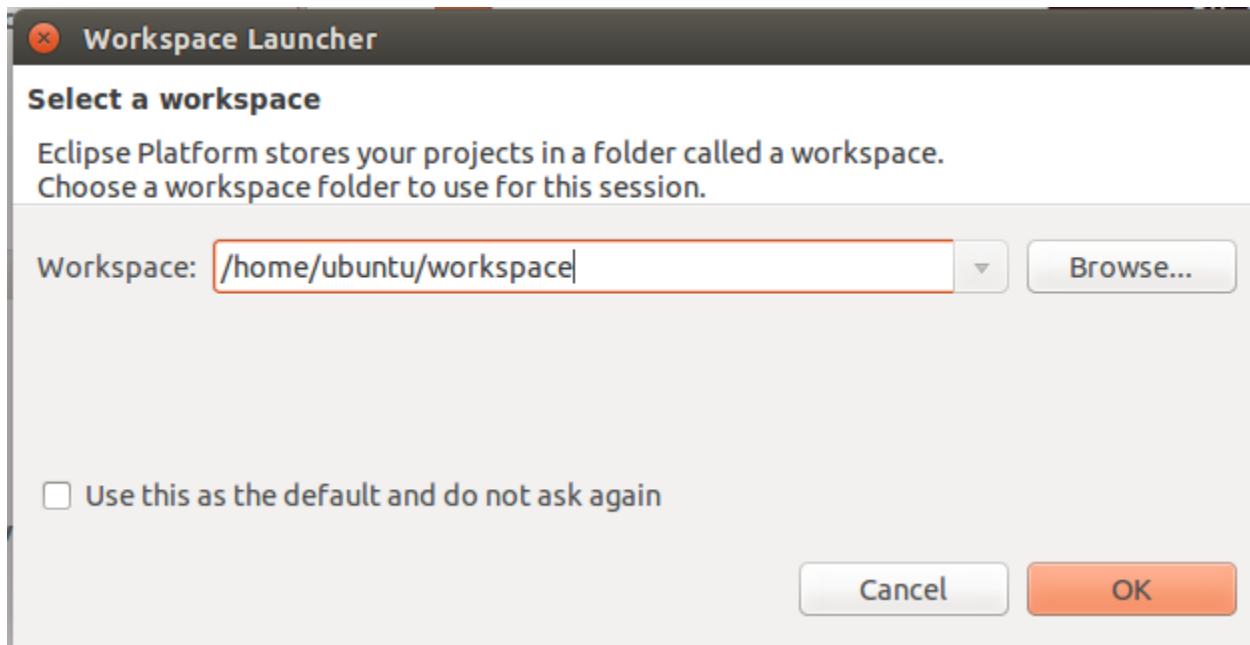 Workspace Launcher
Select a workspace
Eclipse Platform stores your projects in a folder called a workspace.
Choose a workspace folder to use for this session.
Workspace: /home/ubuntu/workspace Browse...
Use this as the default and do not ask again
Cancel OK